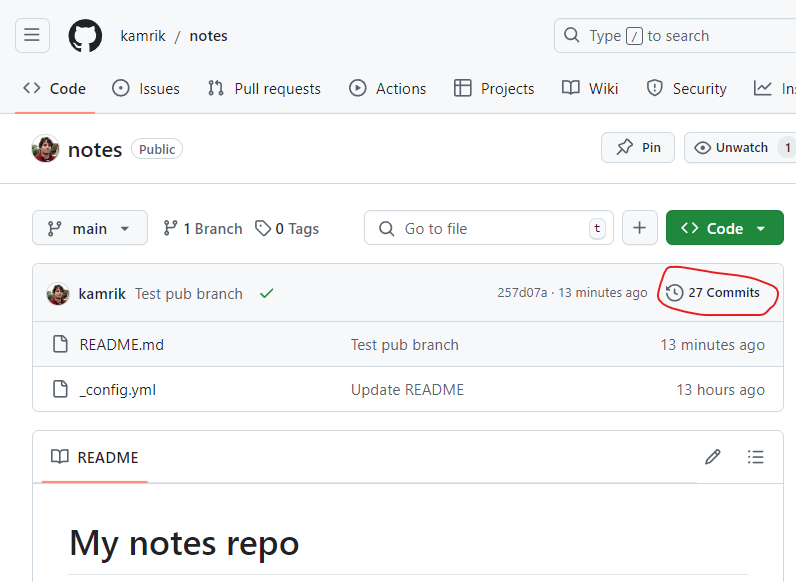 kamrik / notes
Type / to search
Code Issues Pull requests Actions Projects Wiki Security In
notes Public
Pin Unwatch 1
main 1 Branch 0 Tags Go to file t + Code
kamrik Test pub branch 257d07a · 13 minutes ago 27 Commits
README.md Test pub branch 13 minutes ago
_config.yml Update README 13 hours ago
README
My notes repo